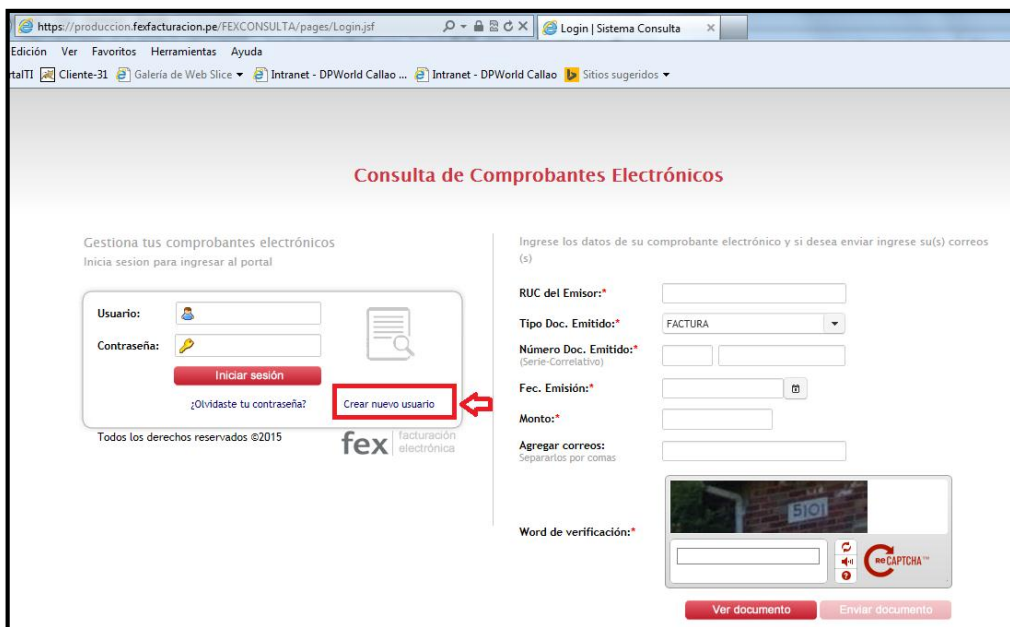 https://produccion.fexfacturacion.pe/FEXCONSULTA/pages/Login.jsf
Login | Sistema Consulta
Edición Ver Favoritos Herramientas Ayuda
rtalTI Cliente-31 Galería de Web Slice Intranet - DPWorld Callao ... Intranet - DPWorld Callao Sitios sugeridos
Consulta de Comprobantes Electrónicos
Gestiona tus comprobantes electrónicos
Inicia sesion para ingresar al portal
Usuario:
Contraseña:
Iniciar sesión
¿Olvidaste tu contraseña? Crear nuevo usuario
Todos los derechos reservados ©2015
fex facturación
electrónica
Ingrese los datos de su comprobante electrónico y si desea enviar ingrese su(s) correos
(s)
RUC del Emisor:*
Tipo Doc. Emitido:* FACTURA
Número Doc. Emitido:*
(Serie-Correlativo)
Fec. Emisión:*
Monto:*
Agregar correos:
Separarlos por comas
5101
Word de verificación:*
ReCAPTCHA™
Ver documento Enviar documento